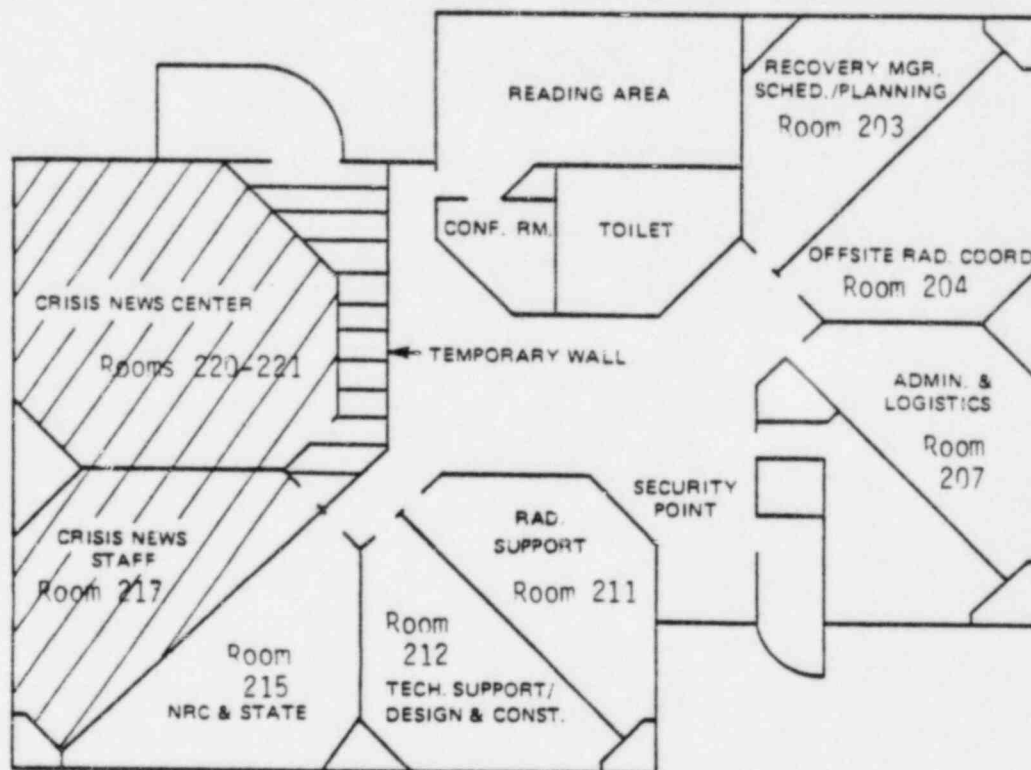 READING AREA
RECOVERY MGR.
SCHED./PLANNING
Room 203
CONF. RM.
TOILET
OFFSITE RAD. COORD
Room 204
CRISIS NEWS CENTER
Rooms 220-221
TEMPORARY WALL
ADMIN. &
LOGISTICS
Room
207
SECURITY
POINT
RAD.
SUPPORT
Room 211
CRISIS NEWS
STAFF
Room 217
Room
215
NRC & STATE
Room
212
TECH. SUPPORT/
DESIGN & CONST.